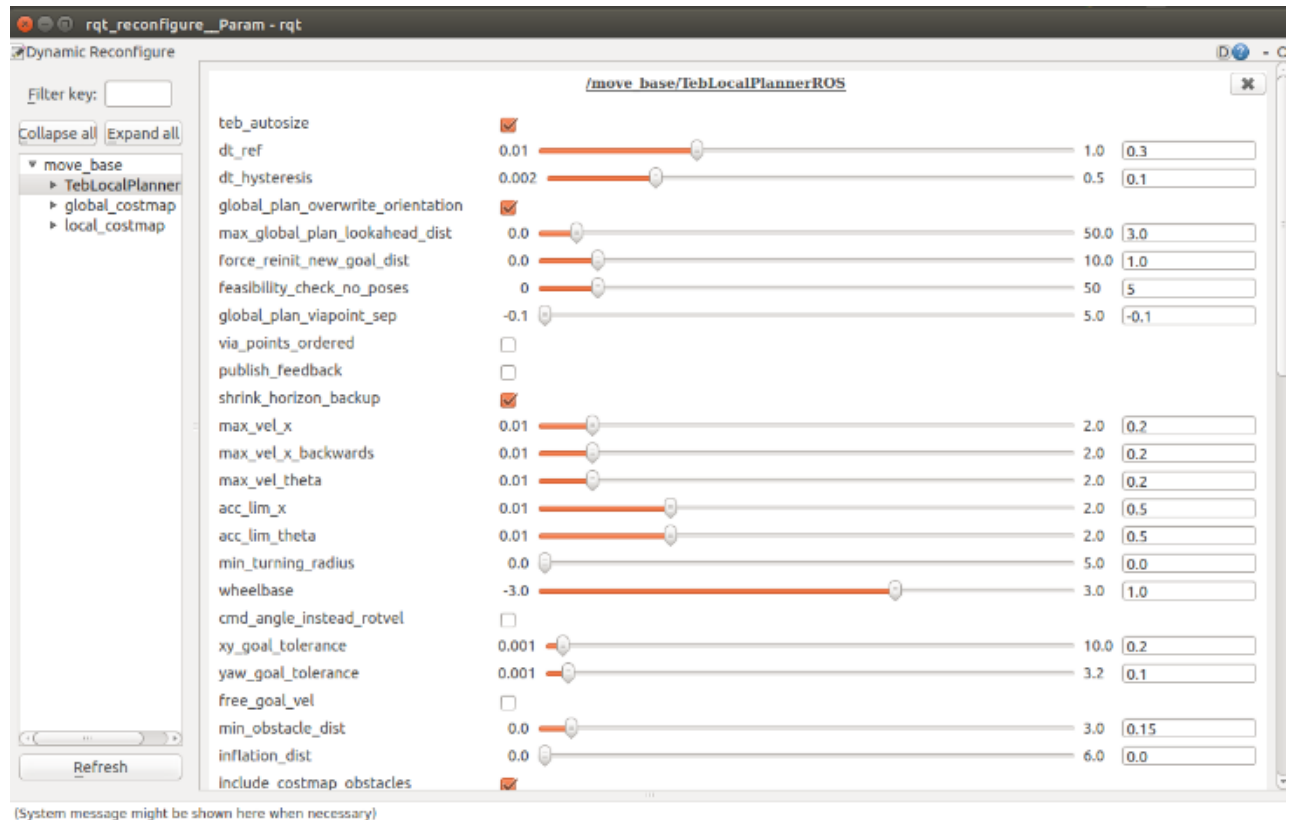 rqt_reconfigure__Param - rqt
Dynamic Reconfigure
D ? - C
/move_base/TebLocalPlannerROS
Filter key:
Collapse all Expand all
move_base
TebLocalPlanner
global_costmap
local_costmap
Refresh
teb_autosize
dt_ref 0.01 1.0 0.3
dt_hysteresis 0.002 0.5 0.1
global_plan_overwrite_orientation
max_global_plan_lookahead_dist 0.0 50.0 3.0
force_reinit_new_goal_dist 0.0 10.0 1.0
feasibility_check_no_poses 0 50 5
global_plan_viapoint_sep -0.1 5.0 -0.1
via_points_ordered
publish_feedback
shrink_horizon_backup
max_vel_x 0.01 2.0 0.2
max_vel_x_backwards 0.01 2.0 0.2
max_vel_theta 0.01 2.0 0.2
acc_lim_x 0.01 2.0 0.5
acc_lim_theta 0.01 2.0 0.5
min_turning_radius 0.0 5.0 0.0
wheelbase -3.0 3.0 1.0
cmd_angle_instead_rotvel
xy_goal_tolerance 0.001 10.0 0.2
yaw_goal_tolerance 0.001 3.2 0.1
free_goal_vel
min_obstacle_dist 0.0 3.0 0.15
inflation_dist 0.0 6.0 0.0
include_costmap_obstacles
(System message might be shown here when necessary)